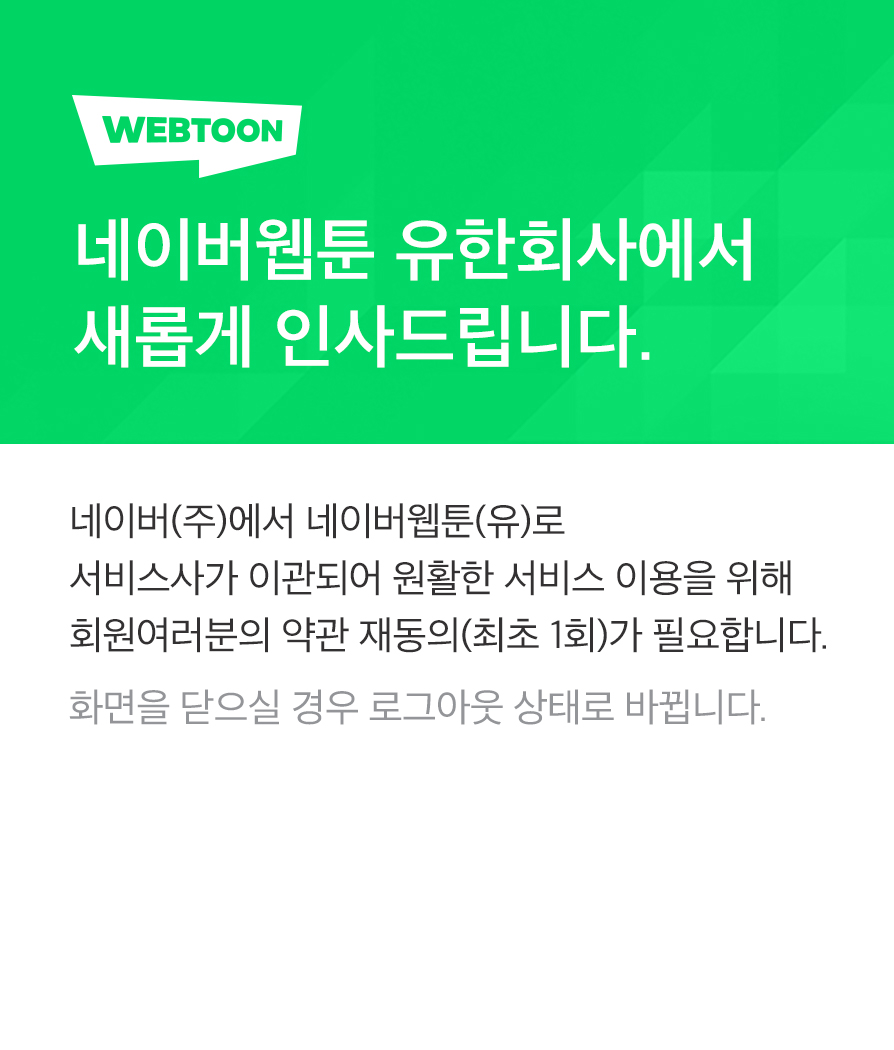 WEBTOON
네이버웹툰 유한회사에서
새롭게 인사드립니다.
네이버(주)에서 네이버웹툰(유)로
서비스사가 이관되어 원활한 서비스 이용을 위해
회원여러분의 약관 재동의(최초 1회)가 필요합니다.
화면을 닫으실 경우 로그아웃 상태로 바뀝니다.